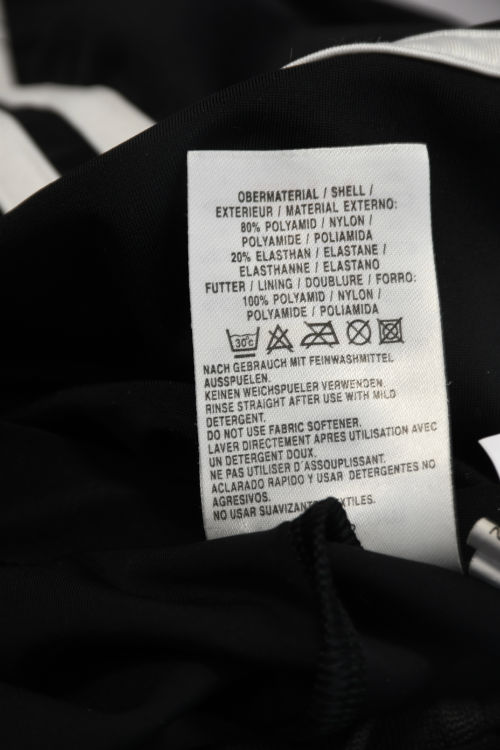 OBERMATERIAL / SHELL /
EXTERIEUR / MATERIAL EXTERNO:
80% POLYAMID / NYLON /
POLYAMIDE / POLIAMIDA
20% ELASTHAN / ELASTANE /
ELASTHANNE / ELASTANO
FUTTER / LINING / DOUBLURE / FORRO:
100% POLYAMID / NYLON /
POLYAMIDE / POLIAMIDA
30°C
NACH GEBRAUCH MIT FEINWASHMITTEL
AUSSPUELEN.
KEINEN WEICHSPUELER VERWENDEN.
RINSE STRAIGHT AFTER USE WITH MILD
DETERGENT.
DO NOT USE FABRIC SOFTENER.
LAVER DIRECTEMENT APRES UTILISATION AVEC
UN DETERGENT DOUX.
NE PAS UTILISER D'ASSOUPLISSANT.
ACLARADO RAPIDO Y USAR DETERGENTES NO
AGRESIVOS.
NO USAR